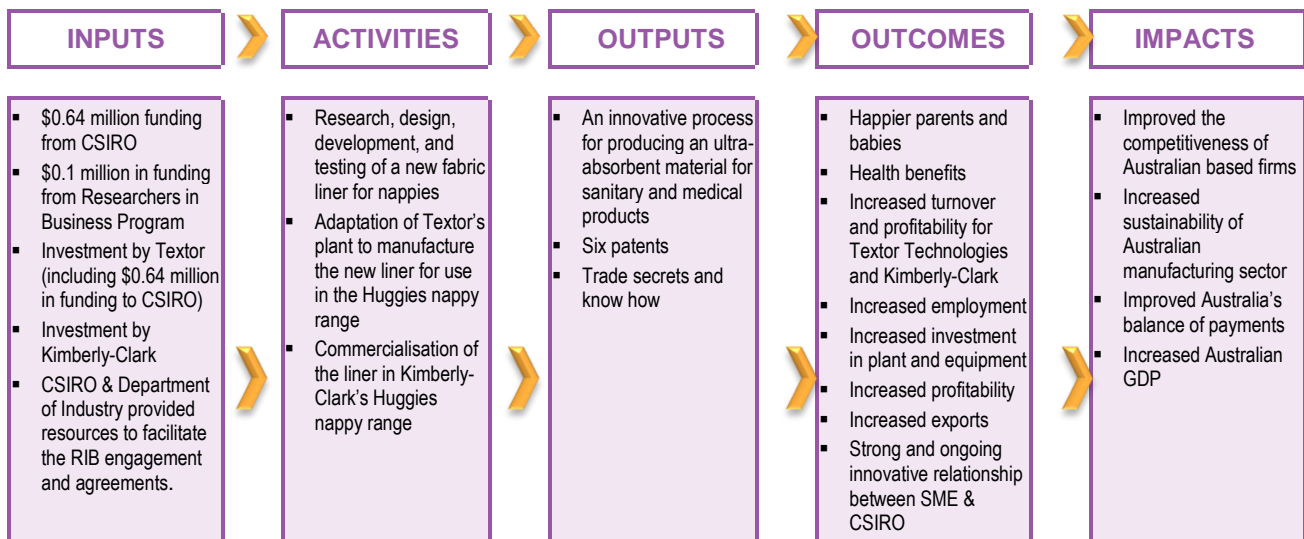 INPUTS
ACTIVITIES
OUTPUTS
OUTCOMES
IMPACTS
▪ $0.64 million funding
from CSIRO
▪ $0.1 million in funding
from Researchers in
Business Program
▪ Investment by Textor
(including $0.64 million
in funding to CSIRO)
▪ Investment by
Kimberly-Clark
▪ CSIRO & Department
of Industry provided
resources to facilitate
the RIB engagement
and agreements.
▪ Research, design,
development, and
testing of a new fabric
liner for nappies
▪ Adaptation of Textor’s
plant to manufacture
the new liner for use
in the Huggies nappy
range
▪ Commercialisation of
the liner in Kimberly-
Clark’s Huggies
nappy range
▪ An innovative process
for producing an ultra-
absorbent material for
sanitary and medical
products
▪ Six patents
▪ Trade secrets and
know how
▪ Happier parents and
babies
▪ Health benefits
▪ Increased turnover
and profitability for
Textor Technologies
and Kimberly-Clark
▪ Increased employment
▪ Increased investment
in plant and equipment
▪ Increased profitability
▪ Increased exports
▪ Strong and ongoing
innovative relationship
between SME &
CSIRO
▪ Improved the
competitiveness of
Australian based firms
▪ Increased
sustainability of
Australian
manufacturing sector
▪ Improved Australia’s
balance of payments
▪ Increased Australian
GDP